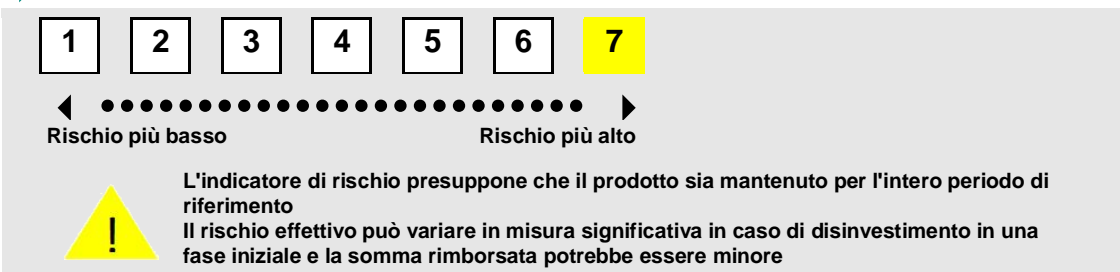 1 2 3 4 5 6 7
Rischio più basso Rischio più alto
L'indicatore di rischio presuppone che il prodotto sia mantenuto per l'intero periodo di
riferimento
Il rischio effettivo può variare in misura significativa in caso di disinvestimento in una
fase iniziale e la somma rimborsata potrebbe essere minore
!